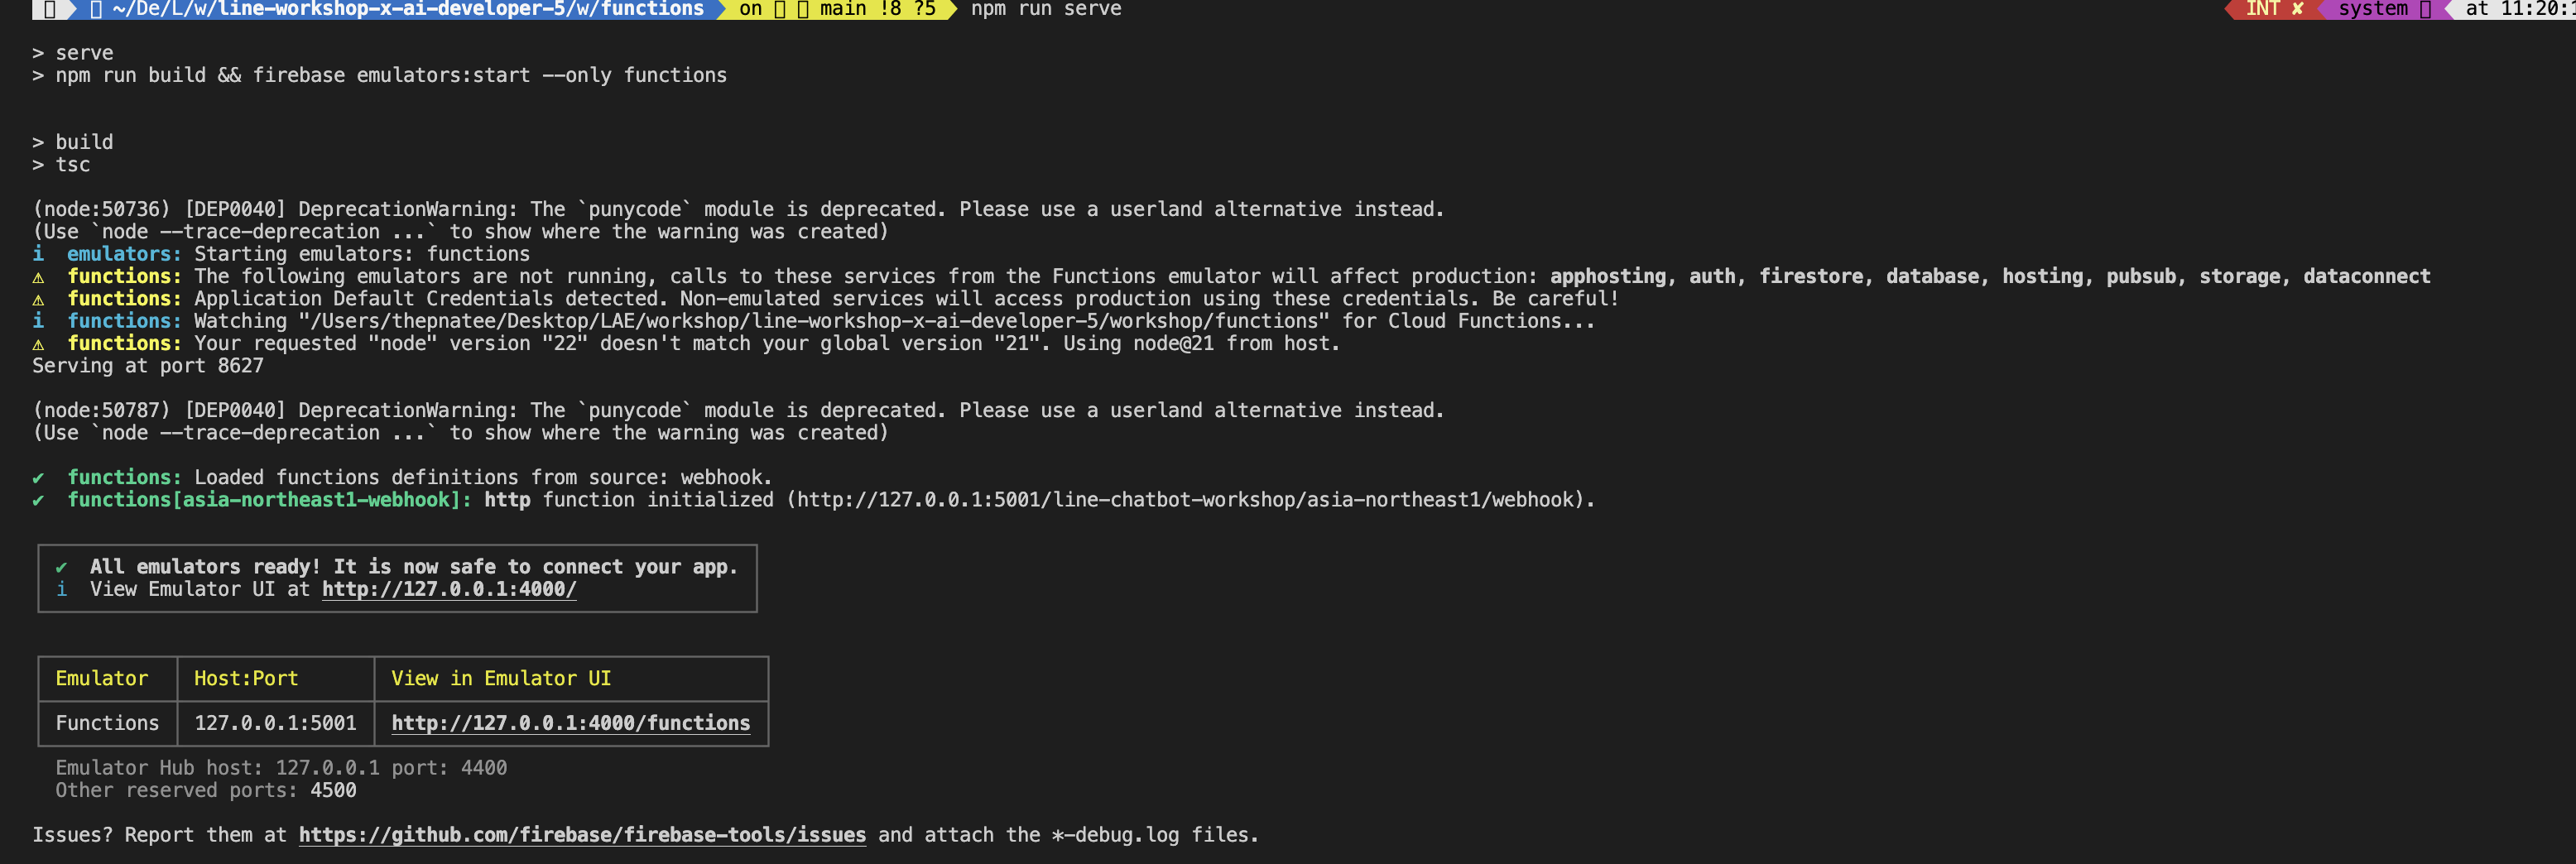 ~/De/L/w/line-workshop-x-ai-developer-5/w/functions on main !8 ?5 npm run serve INT ✘ system at 11:20:1
> serve
> npm run build && firebase emulators:start --only functions
> build
> tsc
(node:50736) [DEP0040] DeprecationWarning: The `punycode` module is deprecated. Please use a userland alternative instead.
(Use `node --trace-deprecation ...` to show where the warning was created)
i emulators: Starting emulators: functions
⚠ functions: The following emulators are not running, calls to these services from the Functions emulator will affect production: apphosting, auth, firestore, database, hosting, pubsub, storage, dataconnect
⚠ functions: Application Default Credentials detected. Non-emulated services will access production using these credentials. Be careful!
i functions: Watching "/Users/thepnatee/Desktop/LAE/workshop/line-workshop-x-ai-developer-5/workshop/functions" for Cloud Functions...
⚠ functions: Your requested "node" version "22" doesn't match your global version "21". Using node@21 from host.
Serving at port 8627
(node:50787) [DEP0040] DeprecationWarning: The `punycode` module is deprecated. Please use a userland alternative instead.
(Use `node --trace-deprecation ...` to show where the warning was created)
✔ functions: Loaded functions definitions from source: webhook.
✔ functions[asia-northeast1-webhook]: http function initialized (http://127.0.0.1:5001/line-chatbot-workshop/asia-northeast1/webhook).
✔ All emulators ready! It is now safe to connect your app.
i View Emulator UI at http://127.0.0.1:4000/
Emulator Host:Port View in Emulator UI
Functions 127.0.0.1:5001 http://127.0.0.1:4000/functions
Emulator Hub host: 127.0.0.1 port: 4400
Other reserved ports: 4500
Issues? Report them at https://github.com/firebase/firebase-tools/issues and attach the *-debug.log files.